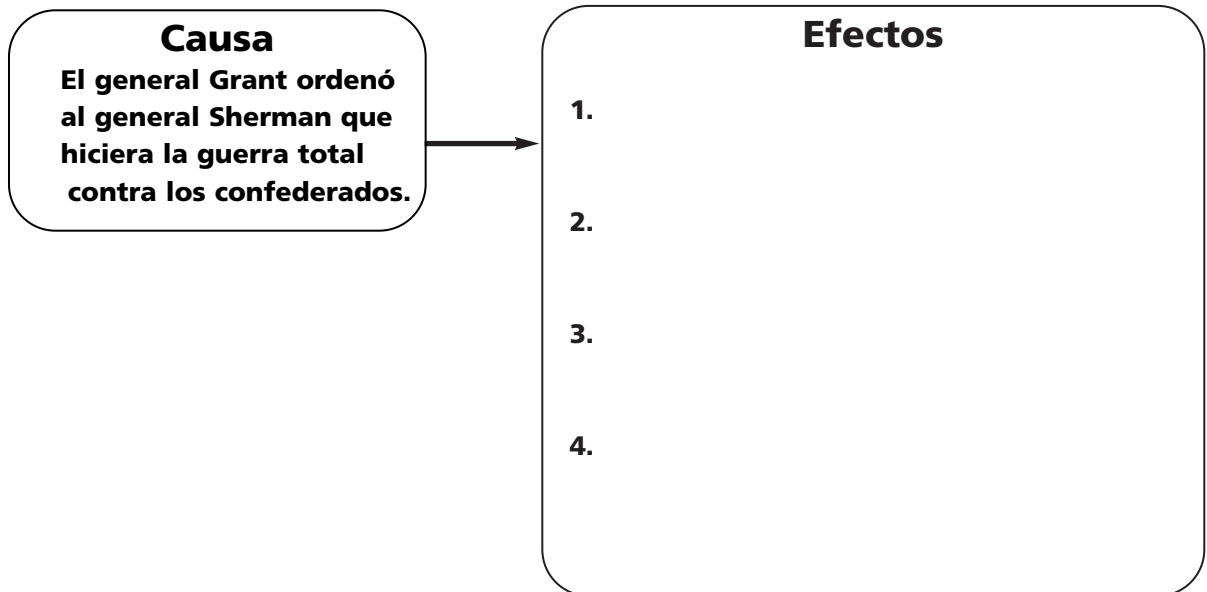 Causa
El general Grant ordenó
al general Sherman que
hiciera la guerra total
contra los confederados.
Efectos
1.
2.
3.
4.